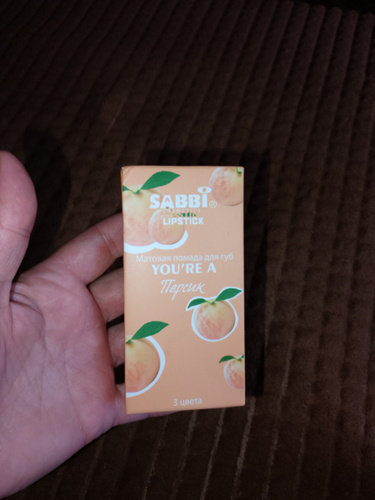 SABBI®
LIPSTICK
Матовая помада для губ
YOU'RE A
Персик
3 цвета